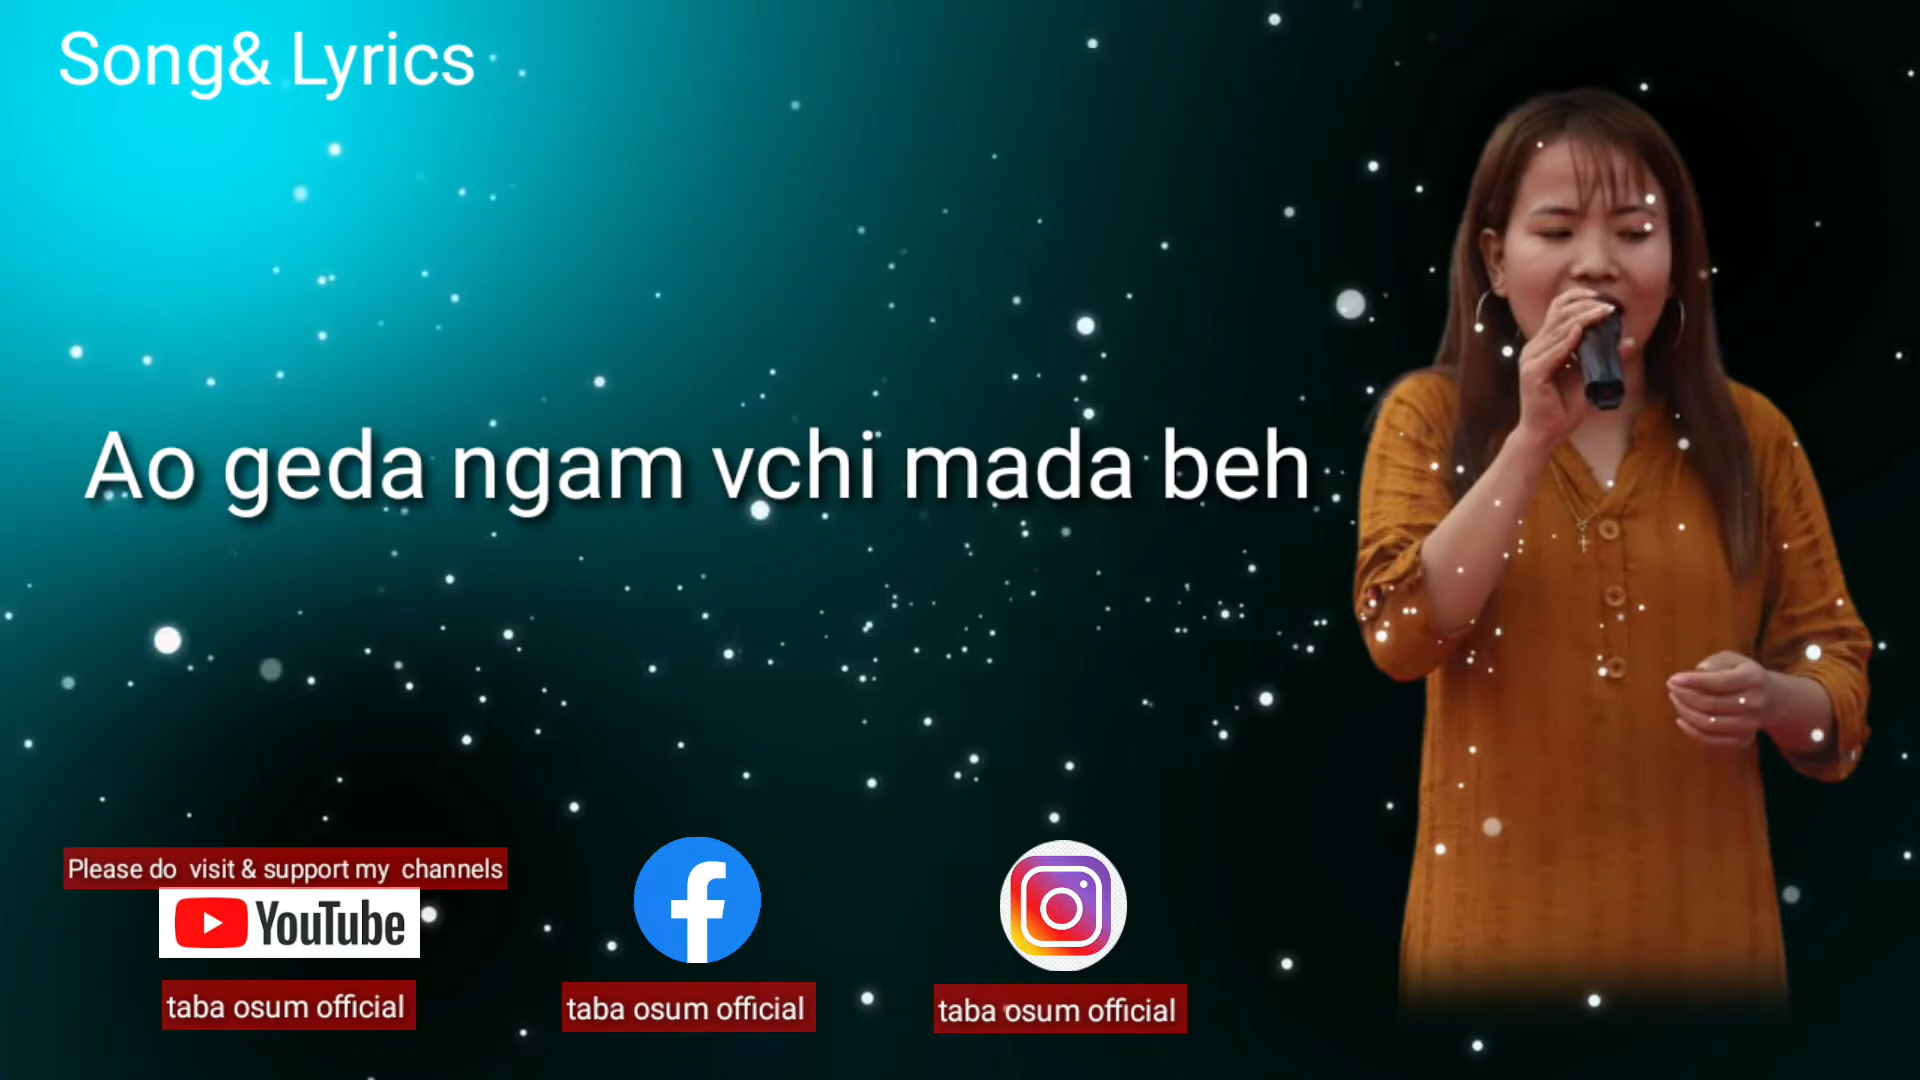 Song& Lyrics
Ao geda ngam vchi mada beh
Please do visit & support my channels
YouTube
taba osum official
taba osum official
taba osum official